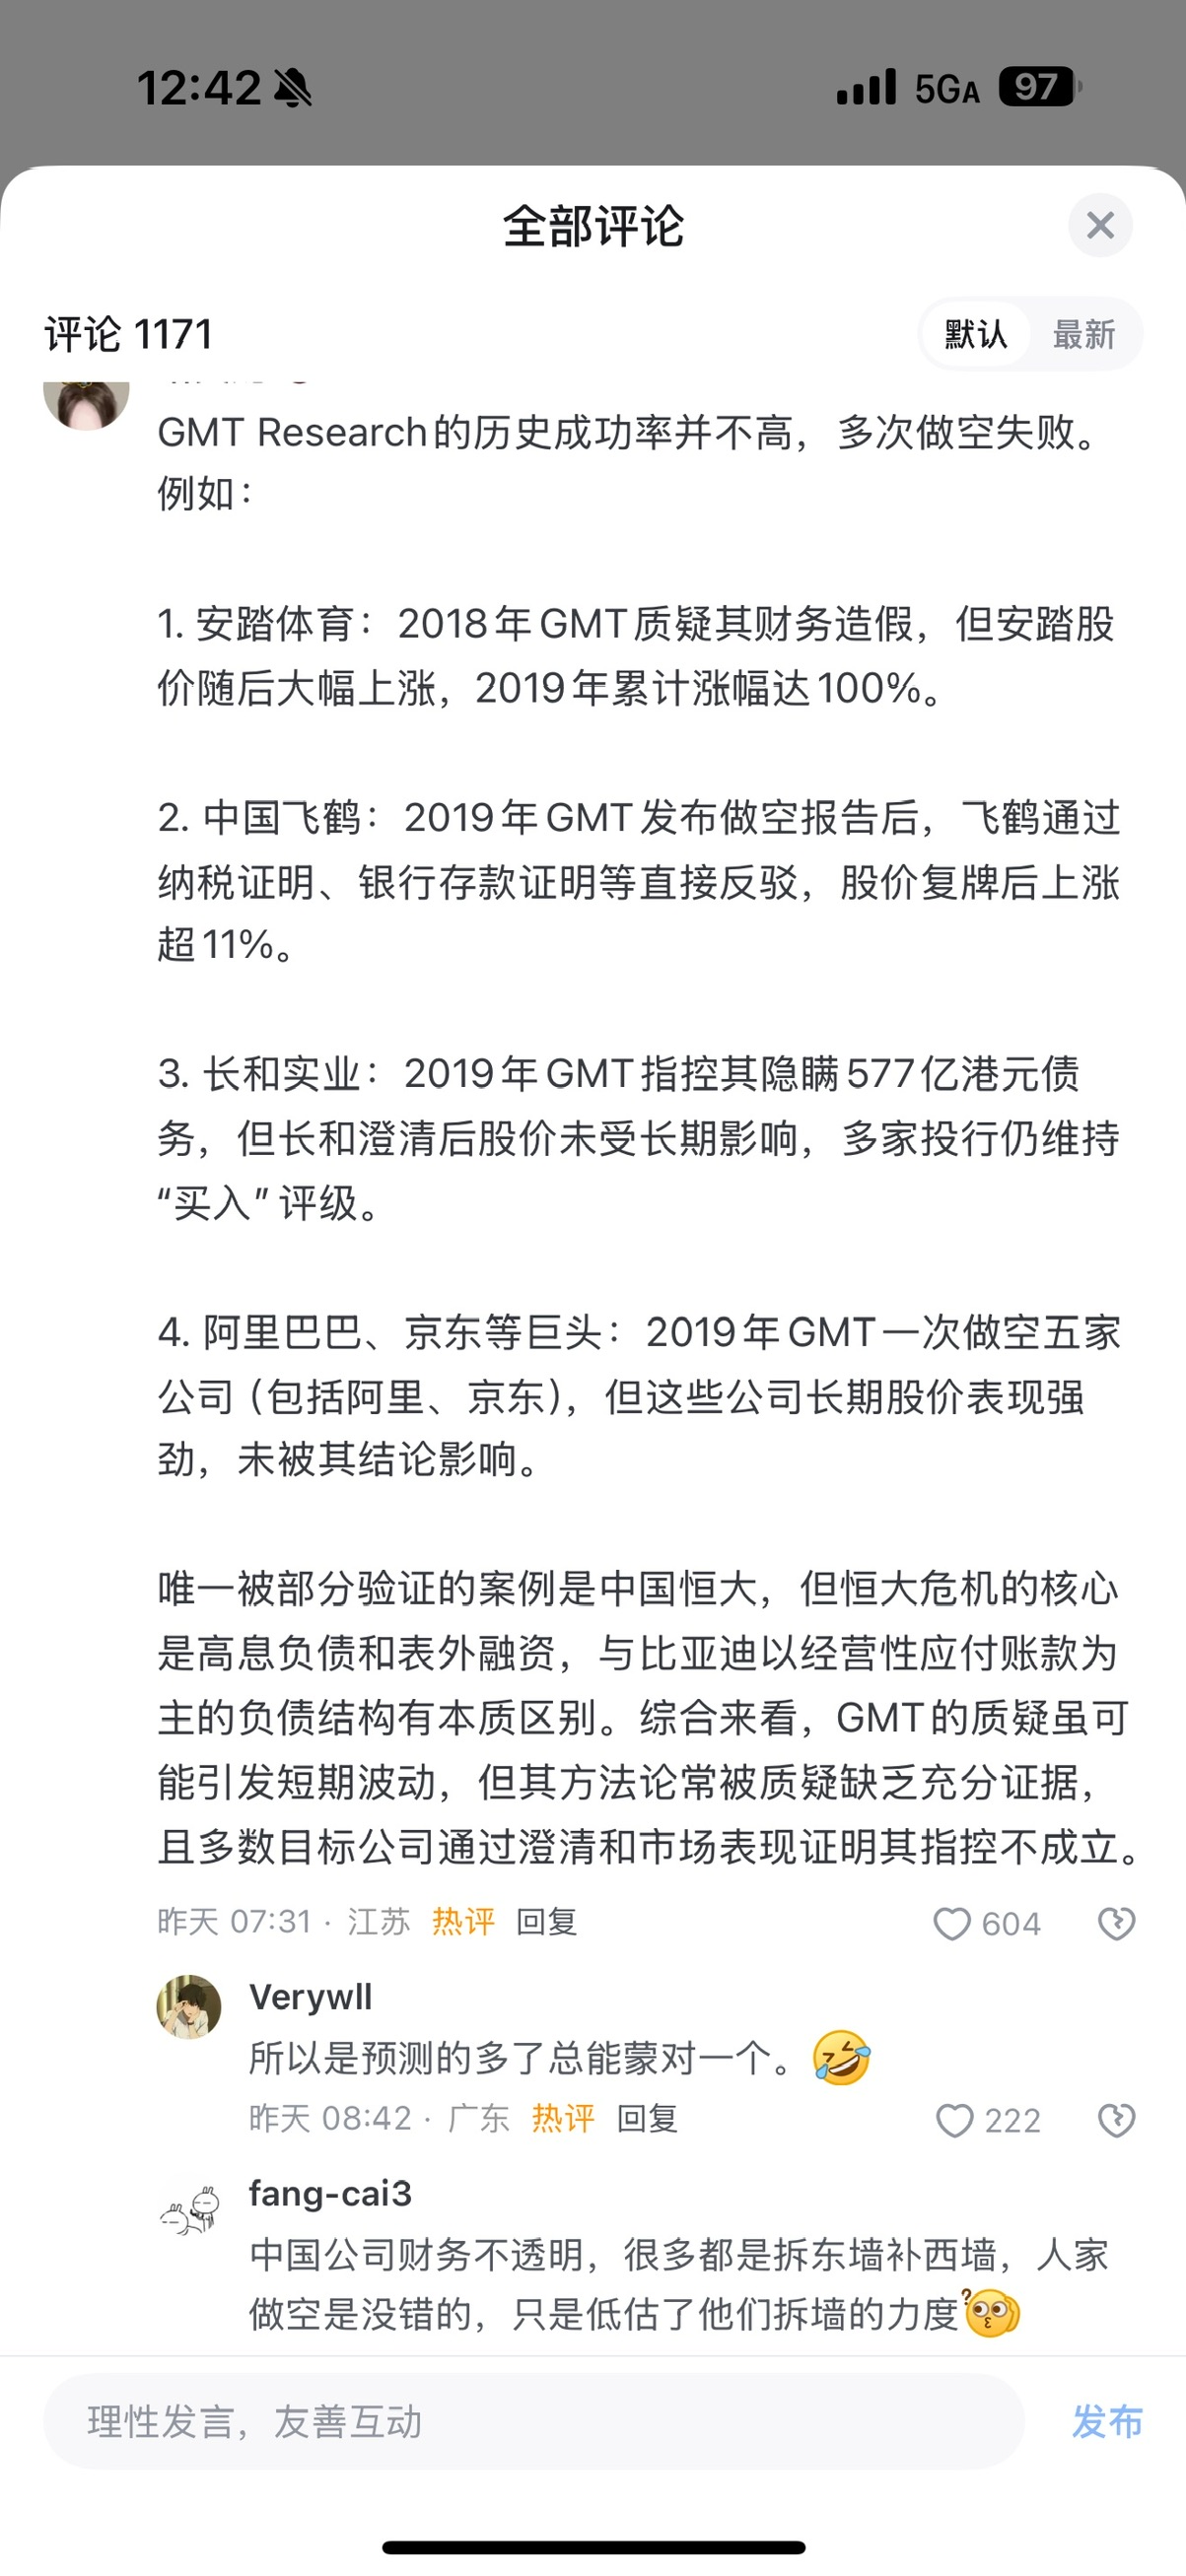 12:42
5GA
97
全部评论
评论 1171
默认
最新
GMT Research的历史成功率并不高，多次做空失败。
例如：
1. 安踏体育：2018年GMT质疑其财务造假，但安踏股
价随后大幅上涨，2019年累计涨幅达100%。
2. 中国飞鹤：2019年GMT发布做空报告后，飞鹤通过
纳税证明、银行存款证明等直接反驳，股价复牌后上涨
超11%。
3. 长和实业：2019年GMT指控其隐瞒577亿港元债
务，但长和澄清后股价未受长期影响，多家投行仍维持
“买入”评级。
4. 阿里巴巴、京东等巨头：2019年GMT一次做空五家
公司（包括阿里、京东），但这些公司长期股价表现强
劲，未被其结论影响。
唯一被部分验证的案例是中国恒大，但恒大危机的核心
是高息负债和表外融资，与比亚迪以经营性应付账款为
主的负债结构有本质区别。综合来看，GMT的质疑虽可
能引发短期波动，但其方法论常被质疑缺乏充分证据，
且多数目标公司通过澄清和市场表现证明其指控不成立。
昨天 07:31 · 江苏 热评 回复
604
Verywll
所以是预测的多了总能蒙对一个。🤣
昨天 08:42 · 广东 热评 回复
222
fang-cai3
中国公司财务不透明，很多都是拆东墙补西墙，人家
做空是没错的，只是低估了他们拆墙的力度
理性发言，友善互动
发布